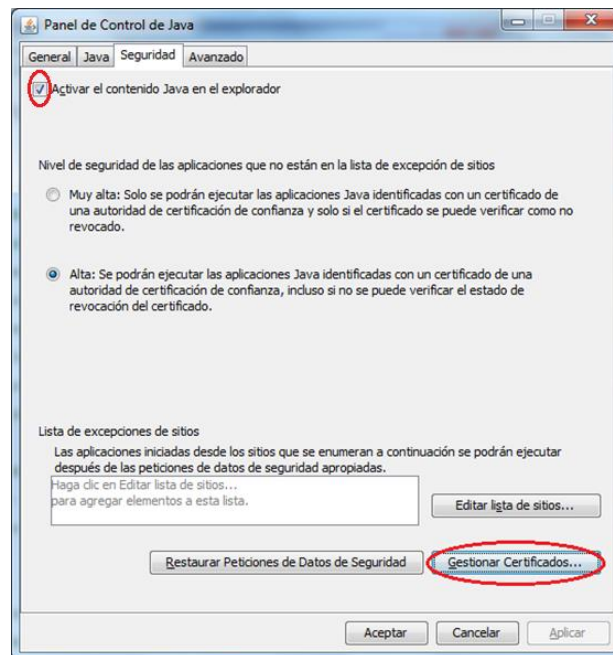 Panel de Control de Java
General Java Seguridad Avanzado
Activar el contenido Java en el explorador
Nivel de seguridad de las aplicaciones que no están en la lista de excepción de sitios
Muy alta: Solo se podrán ejecutar las aplicaciones Java identificadas con un certificado de
una autoridad de certificación de confianza y solo si el certificado se puede verificar como no
revocado.
Alta: Se podrán ejecutar las aplicaciones Java identificadas con un certificado de una
autoridad de certificación de confianza, incluso si no se puede verificar el estado de
revocación del certificado.
Lista de excepciones de sitios
Las aplicaciones iniciadas desde los sitios que se enumeran a continuación se podrán ejecutar
después de las peticiones de datos de seguridad apropiadas.
Haga clic en Editar lista de sitios...
para agregar elementos a esta lista.
Editar lista de sitios...
Restaurar Peticiones de Datos de Seguridad Gestionar Certificados...
Aceptar Cancelar Aplicar